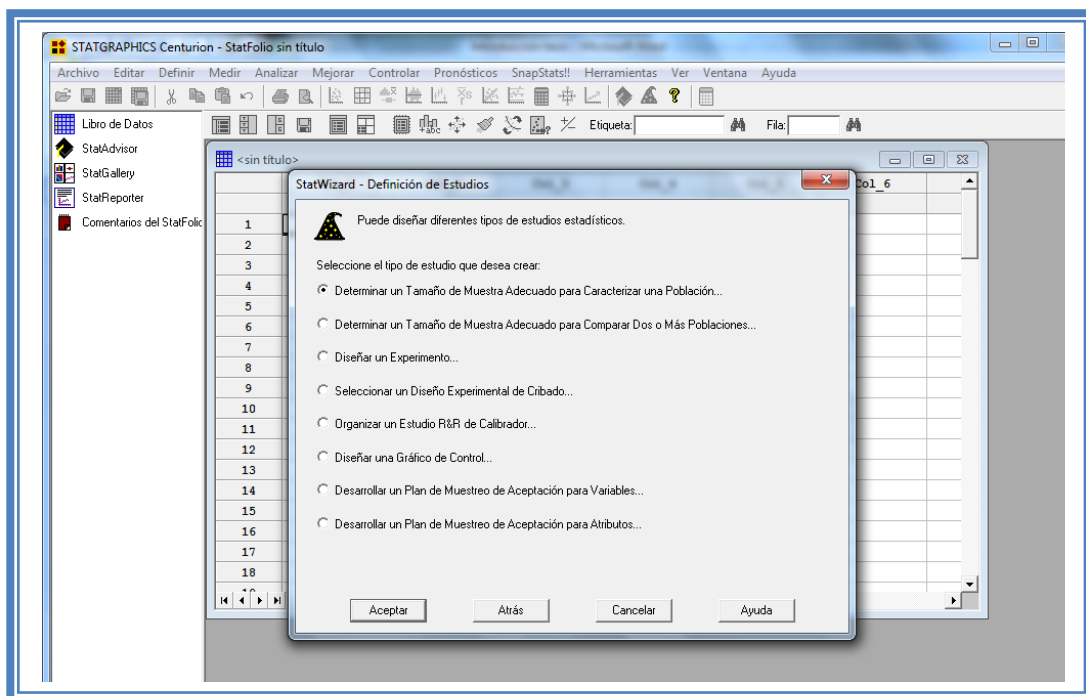 STATGRAPHICS Centurion - StatFolio sin título
Archivo Editar Definir Medir Analizar Mejorar Controlar Pronósticos SnapStats!! Herramientas Ver Ventana Ayuda
Etiqueta: Fila:
Libro de Datos
StatAdvisor
StatGallery
StatReporter
Comentarios del StatFolio
<sin título>
Col_6
1
2
3
4
5
6
7
8
9
10
11
12
13
14
15
16
17
18
StatWizard - Definición de Estudios
Puede diseñar diferentes tipos de estudios estadísticos.
Seleccione el tipo de estudio que desea crear:
Determinar un Tamaño de Muestra Adecuado para Caracterizar una Población...
Determinar un Tamaño de Muestra Adecuado para Comparar Dos o Más Poblaciones...
Diseñar un Experimento...
Seleccionar un Diseño Experimental de Cribado...
Organizar un Estudio R&R de Calibrador...
Diseñar una Gráfico de Control...
Desarrollar un Plan de Muestreo de Aceptación para Variables...
Desarrollar un Plan de Muestreo de Aceptación para Atributos...
Aceptar Atrás Cancelar Ayuda